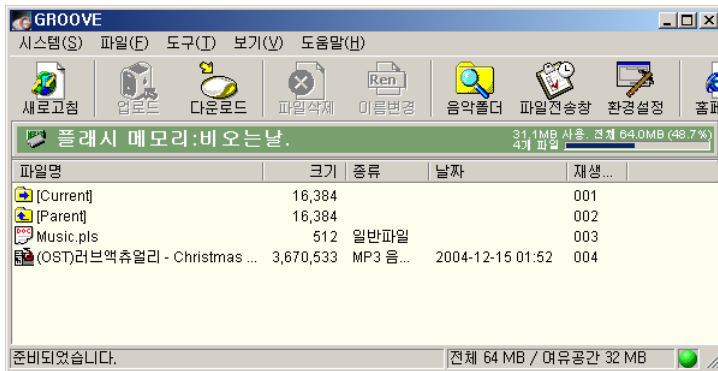 GROOVE
시스템(S) 파일(F) 도구(T) 보기(V) 도움말(H)
Ren
새로고침 업로드 다운로드 파일삭제 이름변경 음악폴더 파일전송창 환경설정 홈페
플래시 메모리:비오는날.
31,1MB 사용. 전체 64.0MB (48.7%)
4개 파일
파일명 크기 종류 날짜 재생...
[Current] 16,384 001
[Parent] 16,384 002
Music.pls 512 일반파일 003
(OST)러브액츄얼리 - Christmas ... 3,670,533 MP3 음... 2004-12-15 01:52 004
준비되었습니다. 전체 64 MB / 여유공간 32 MB